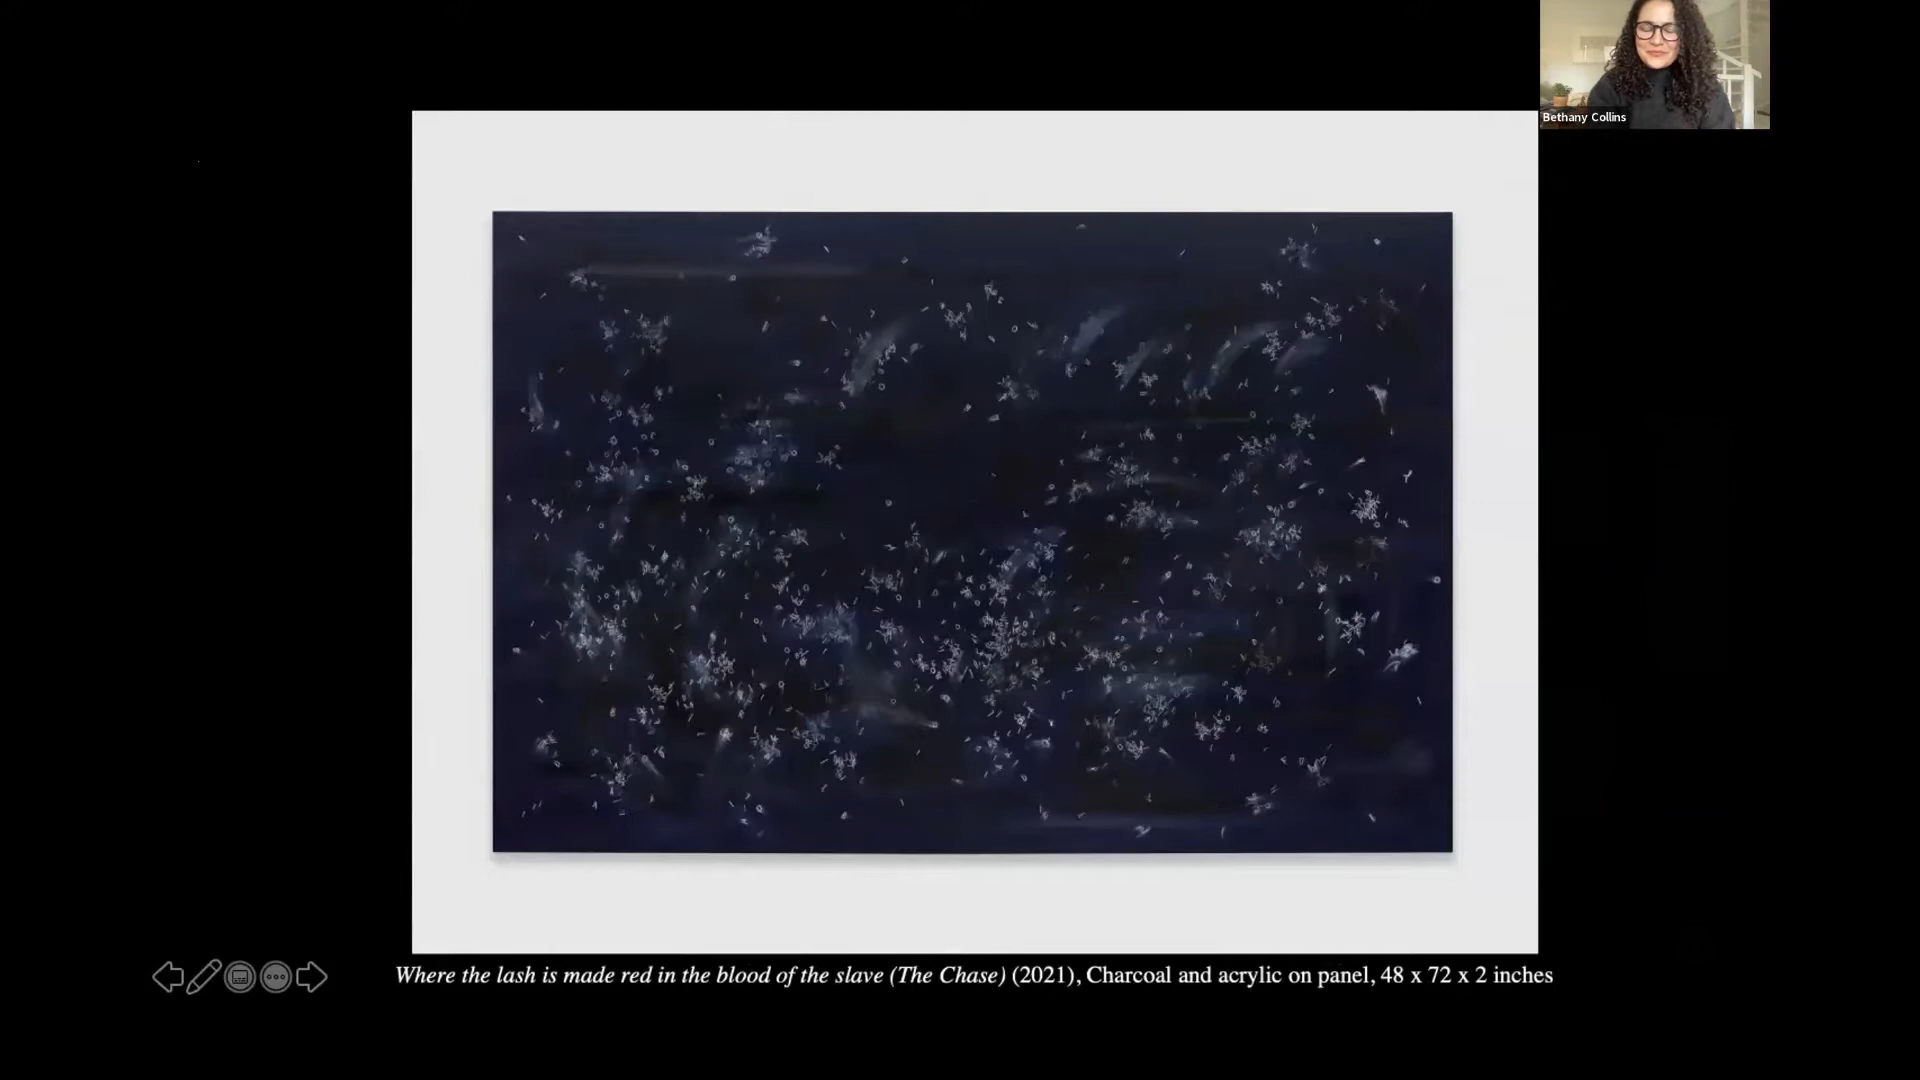 Bethany Collins
Where the lash is made red in the blood of the slave (The Chase) (2021), Charcoal and acrylic on panel, 48 x 72 x 2 inches